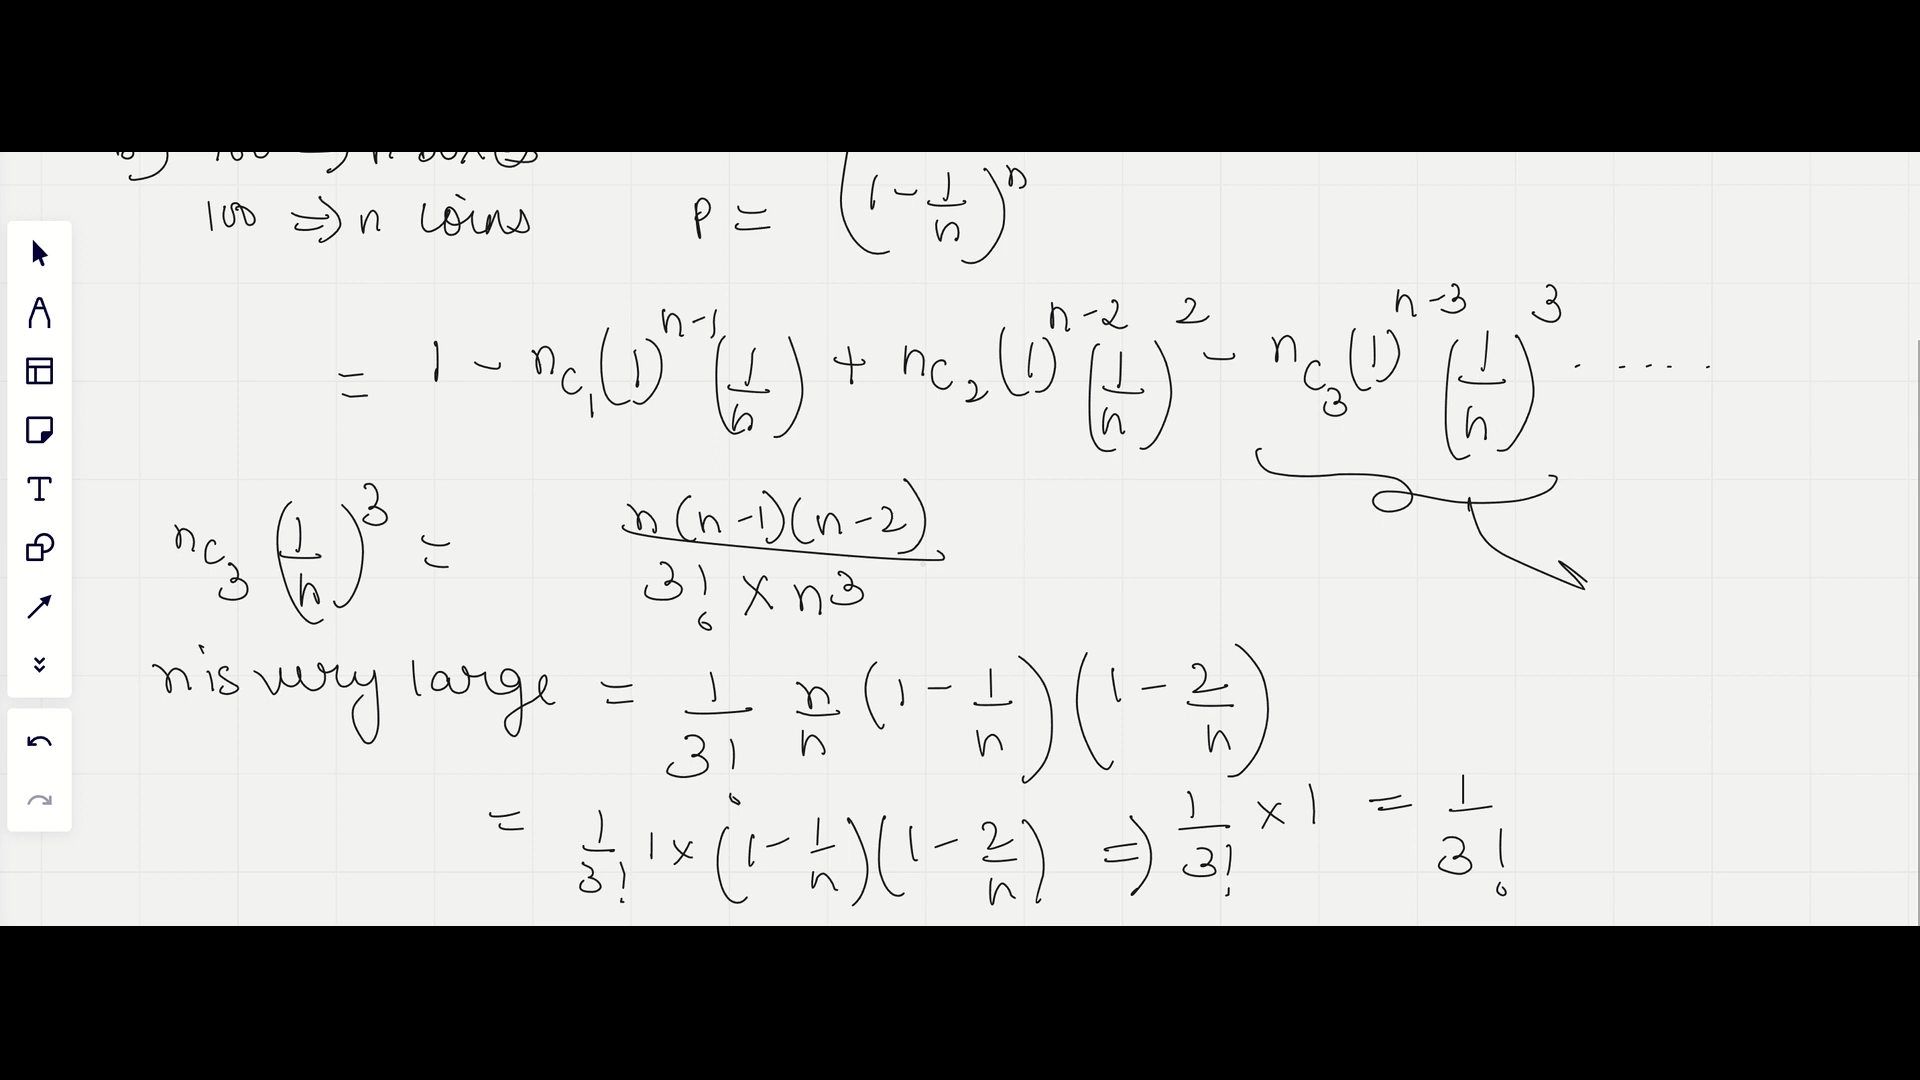 100 ⇒ n coins    p = (1 - 1/n)^n
= 1 - nC₁(1)^(n-1) (1/n) + nC₂(1)^(n-2) (1/n)^2 - nC₃(1)^(n-3) (1/n)^3 . . . . . .
nC₃ (1/n)^3 = n(n-1)(n-2) / 3! × n3
n is very large = 1/3! n/n (1 - 1/n)(1 - 2/n)
= 1/3! 1 × (1 - 1/n)(1 - 2/n) ⇒ 1/3! × 1 = 1/3!
T